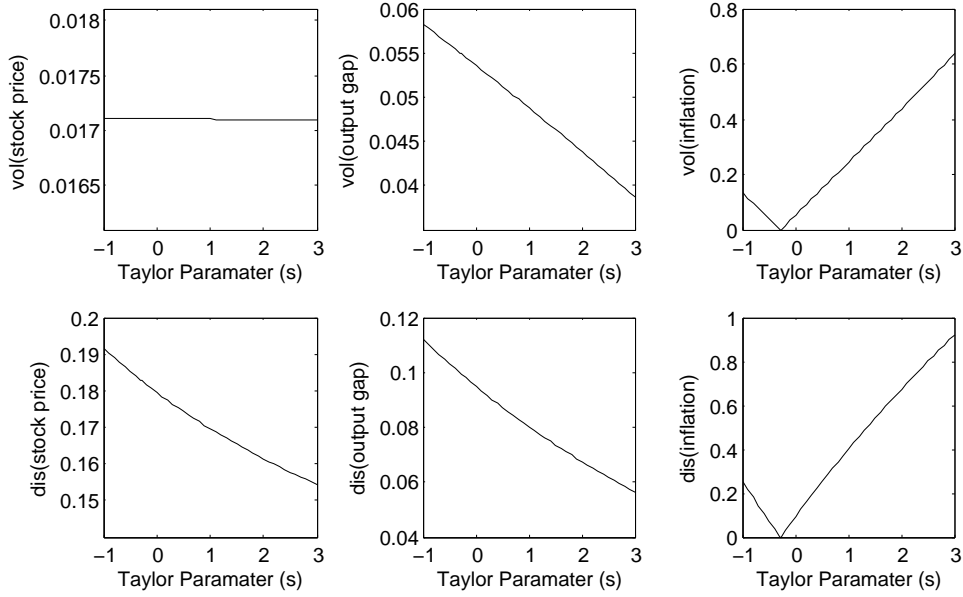 vol(stock price)
0.018
0.0175
0.017
0.0165
−1 0 1 2 3
Taylor Paramater (s)
vol(output gap)
0.06
0.055
0.05
0.045
0.04
−1 0 1 2 3
Taylor Paramater (s)
vol(inflation)
0.8
0.6
0.4
0.2
0
−1 0 1 2 3
Taylor Paramater (s)
dis(stock price)
0.2
0.19
0.18
0.17
0.16
0.15
−1 0 1 2 3
Taylor Paramater (s)
dis(output gap)
0.12
0.1
0.08
0.06
0.04
−1 0 1 2 3
Taylor Paramater (s)
dis(inflation)
1
0.8
0.6
0.4
0.2
0
−1 0 1 2 3
Taylor Paramater (s)